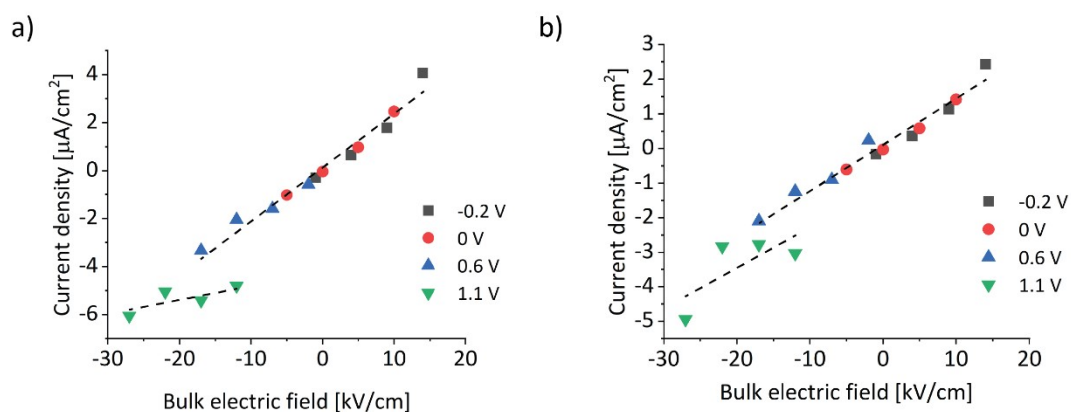 a)
Current density [µA/cm²]
4
2
0
-2
-4
-6
-30
-20
-10
0
10
20
Bulk electric field [kV/cm]
-0.2 V
0 V
0.6 V
1.1 V
b)
Current density [µA/cm²]
3
2
1
0
-1
-2
-3
-4
-5
-30
-20
-10
0
10
20
Bulk electric field [kV/cm]
-0.2 V
0 V
0.6 V
1.1 V